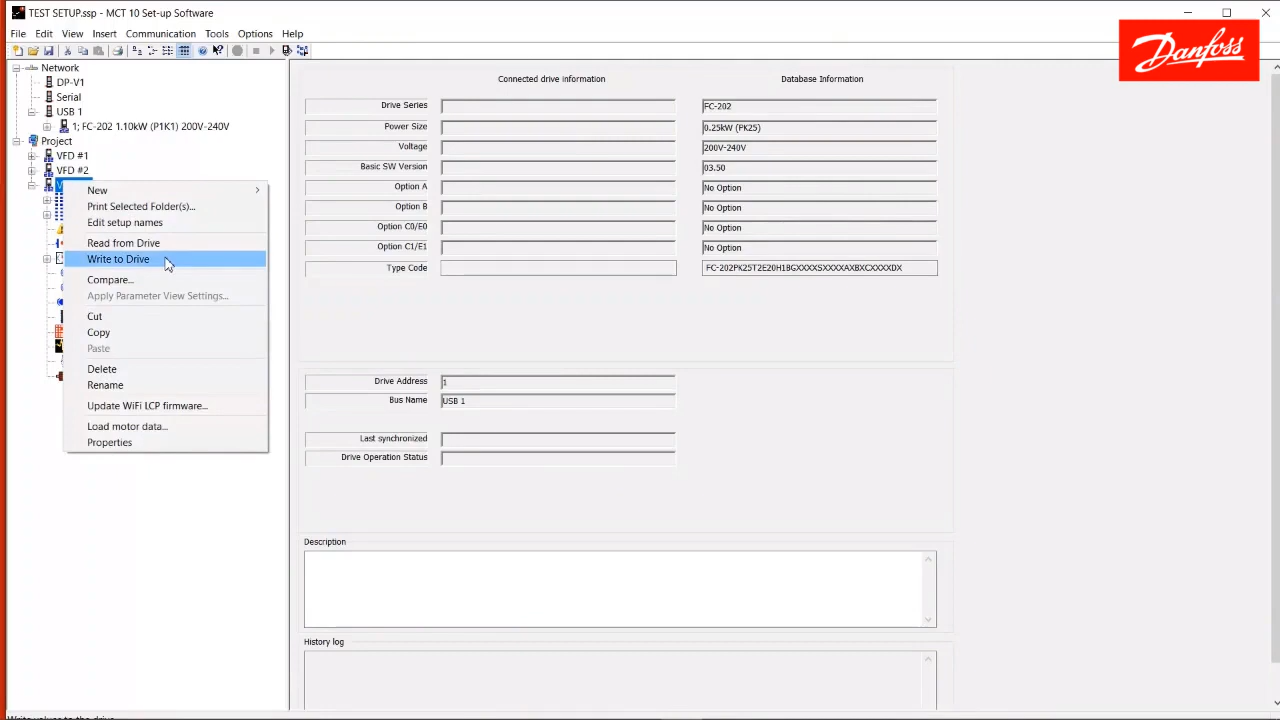 TEST SETUP.ssp - MCT 10 Set-up Software
File Edit View Insert Communication Tools Options Help
Danfoss
Network
DP-V1
Serial
USB 1
1; FC-202 1.10kW (P1K1) 200V-240V
Project
VFD #1
VFD #2
New
Print Selected Folder(s)...
Edit setup names
Read from Drive
Write to Drive
Compare...
Apply Parameter View Settings...
Cut
Copy
Paste
Delete
Rename
Update WiFi LCP firmware...
Load motor data...
Properties
Connected drive information Database Information
Drive Series FC-202
Power Size 0.25kW (PK25)
Voltage 200V-240V
Basic SW Version 03.50
Option A No Option
Option B No Option
Option C0/E0 No Option
Option C1/E1 No Option
Type Code FC-202PK25T2E20H1BGXXXXSXXXXAXBXCXXXXDX
Drive Address 1
Bus Name USB 1
Last synchronized
Drive Operation Status
Description
History log
Write values to the drive